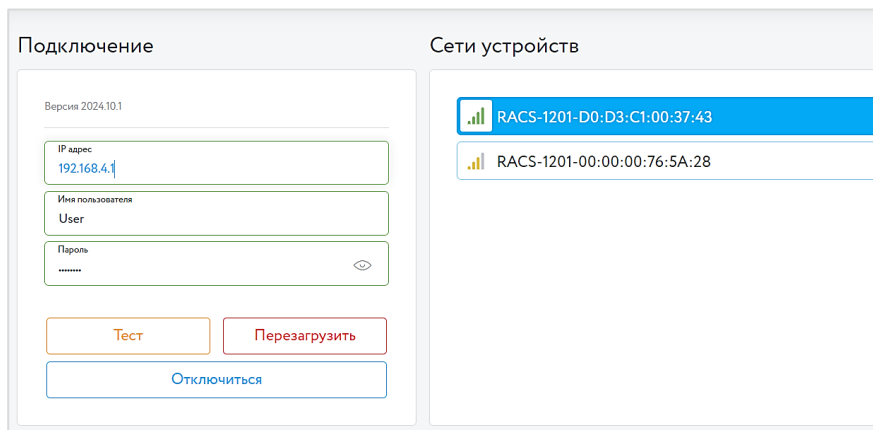 Подключение
Версия 2024.10.1
IP адрес
192.168.4.1
Имя пользователя
User
Пароль
••••••••
Тест
Перезагрузить
Отключиться
Сети устройств
RACS-1201-D0:D3:C1:00:37:43
RACS-1201-00:00:00:76:5A:28